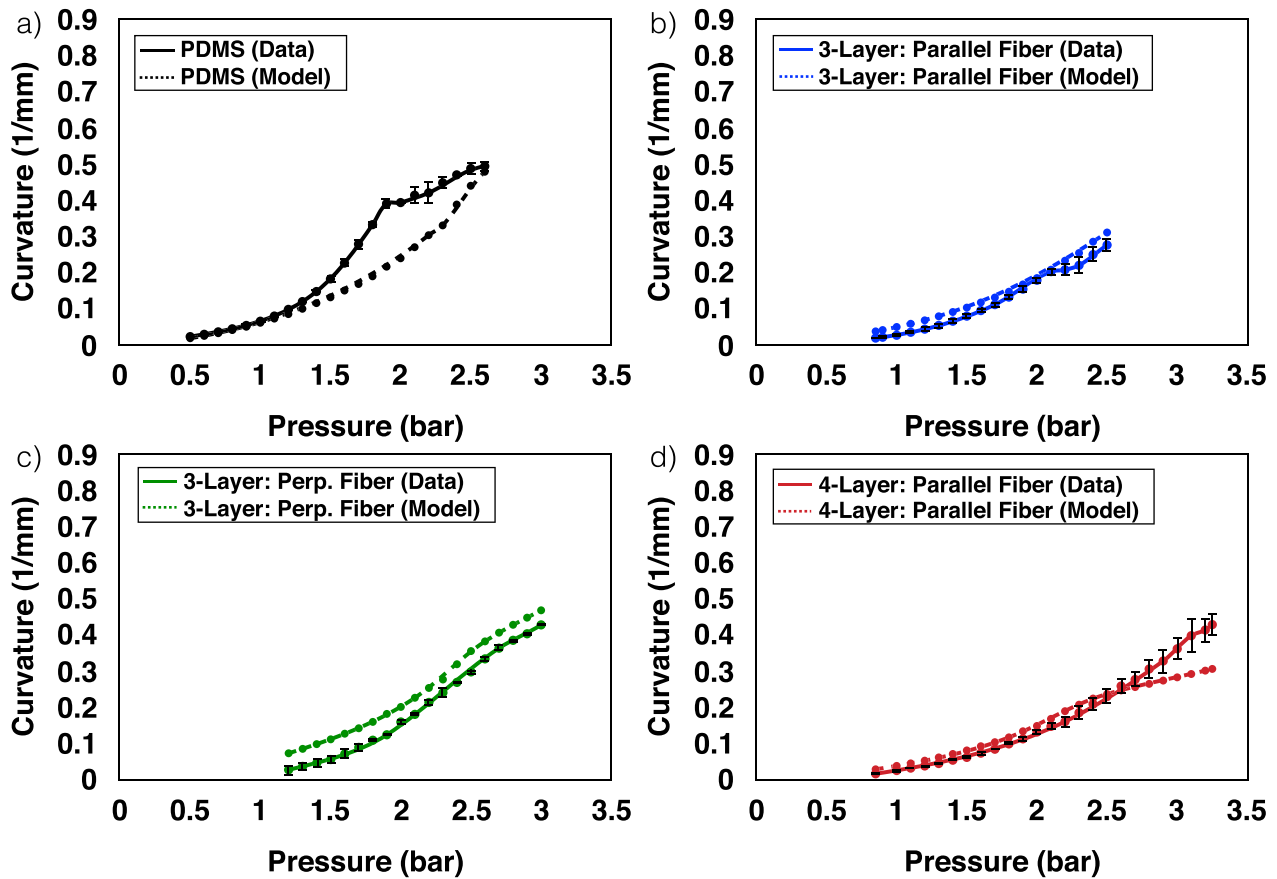 a)
PDMS (Data)
PDMS (Model)
Curvature (1/mm)
0.9
0.8
0.7
0.6
0.5
0.4
0.3
0.2
0.1
0
0 0.5 1 1.5 2 2.5 3 3.5
Pressure (bar)
b)
3-Layer: Parallel Fiber (Data)
3-Layer: Parallel Fiber (Model)
Curvature (1/mm)
0.9
0.8
0.7
0.6
0.5
0.4
0.3
0.2
0.1
0
0 0.5 1 1.5 2 2.5 3 3.5
Pressure (bar)
c)
3-Layer: Perp. Fiber (Data)
3-Layer: Perp. Fiber (Model)
Curvature (1/mm)
0.9
0.8
0.7
0.6
0.5
0.4
0.3
0.2
0.1
0
0 0.5 1 1.5 2 2.5 3 3.5
Pressure (bar)
d)
4-Layer: Parallel Fiber (Data)
4-Layer: Parallel Fiber (Model)
Curvature (1/mm)
0.9
0.8
0.7
0.6
0.5
0.4
0.3
0.2
0.1
0
0 0.5 1 1.5 2 2.5 3 3.5
Pressure (bar)